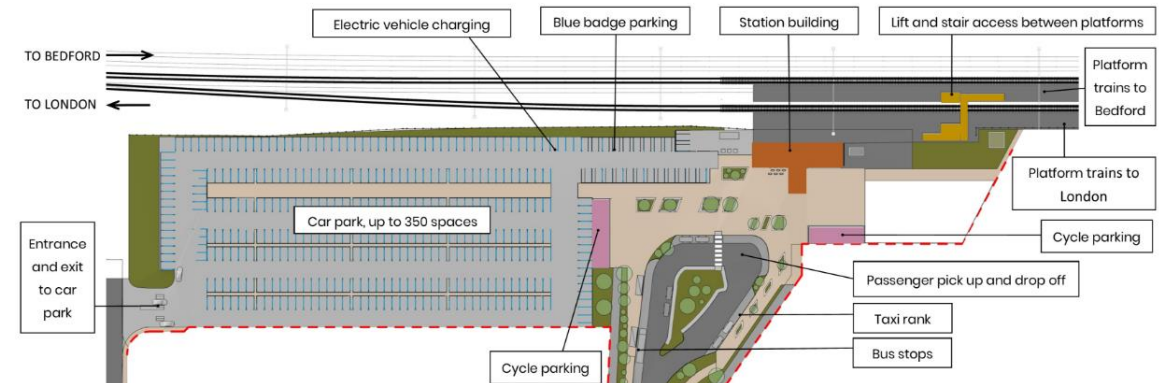 Electric vehicle charging
Blue badge parking
Station building
Lift and stair access between platforms
TO BEDFORD
TO LONDON
Platform
trains to
Bedford
Platform trains to
London
Car park, up to 350 spaces
Entrance
and exit
to car
park
Cycle parking
Passenger pick up and drop off
Taxi rank
Bus stops
Cycle parking